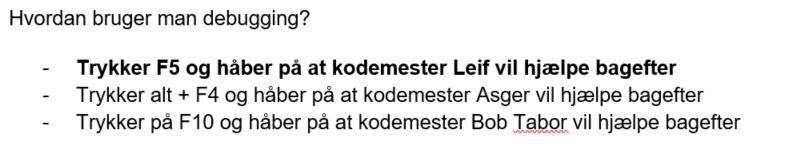 Hvordan bruger man debugging?
- Trykker F5 og håber på at kodemester Leif vil hjælpe bagefter
- Trykker alt + F4 og håber på at kodemester Asger vil hjælpe bagefter
- Trykker på F10 og håber på at kodemester Bob Tabor vil hjælpe bagefter